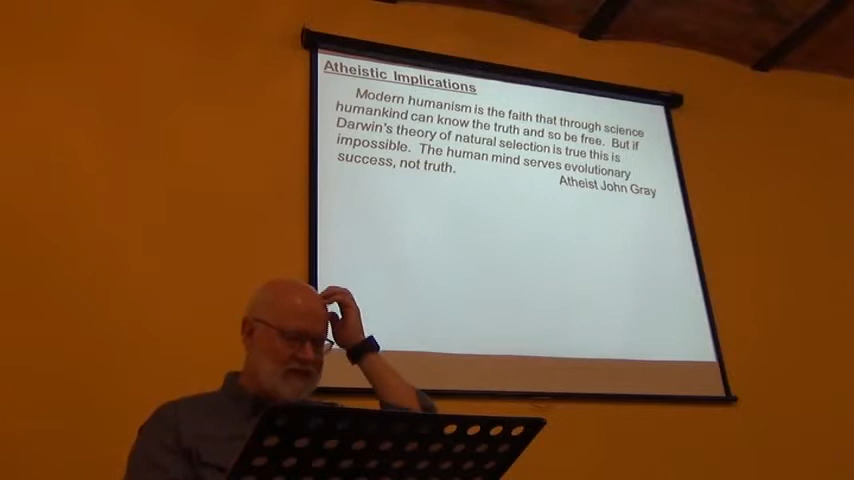 Atheistic Implications
Modern humanism is the faith that through science
humankind can know the truth and so be free. But if
Darwin's theory of natural selection is true this is
impossible. The human mind serves evolutionary
success, not truth.
Atheist John Gray